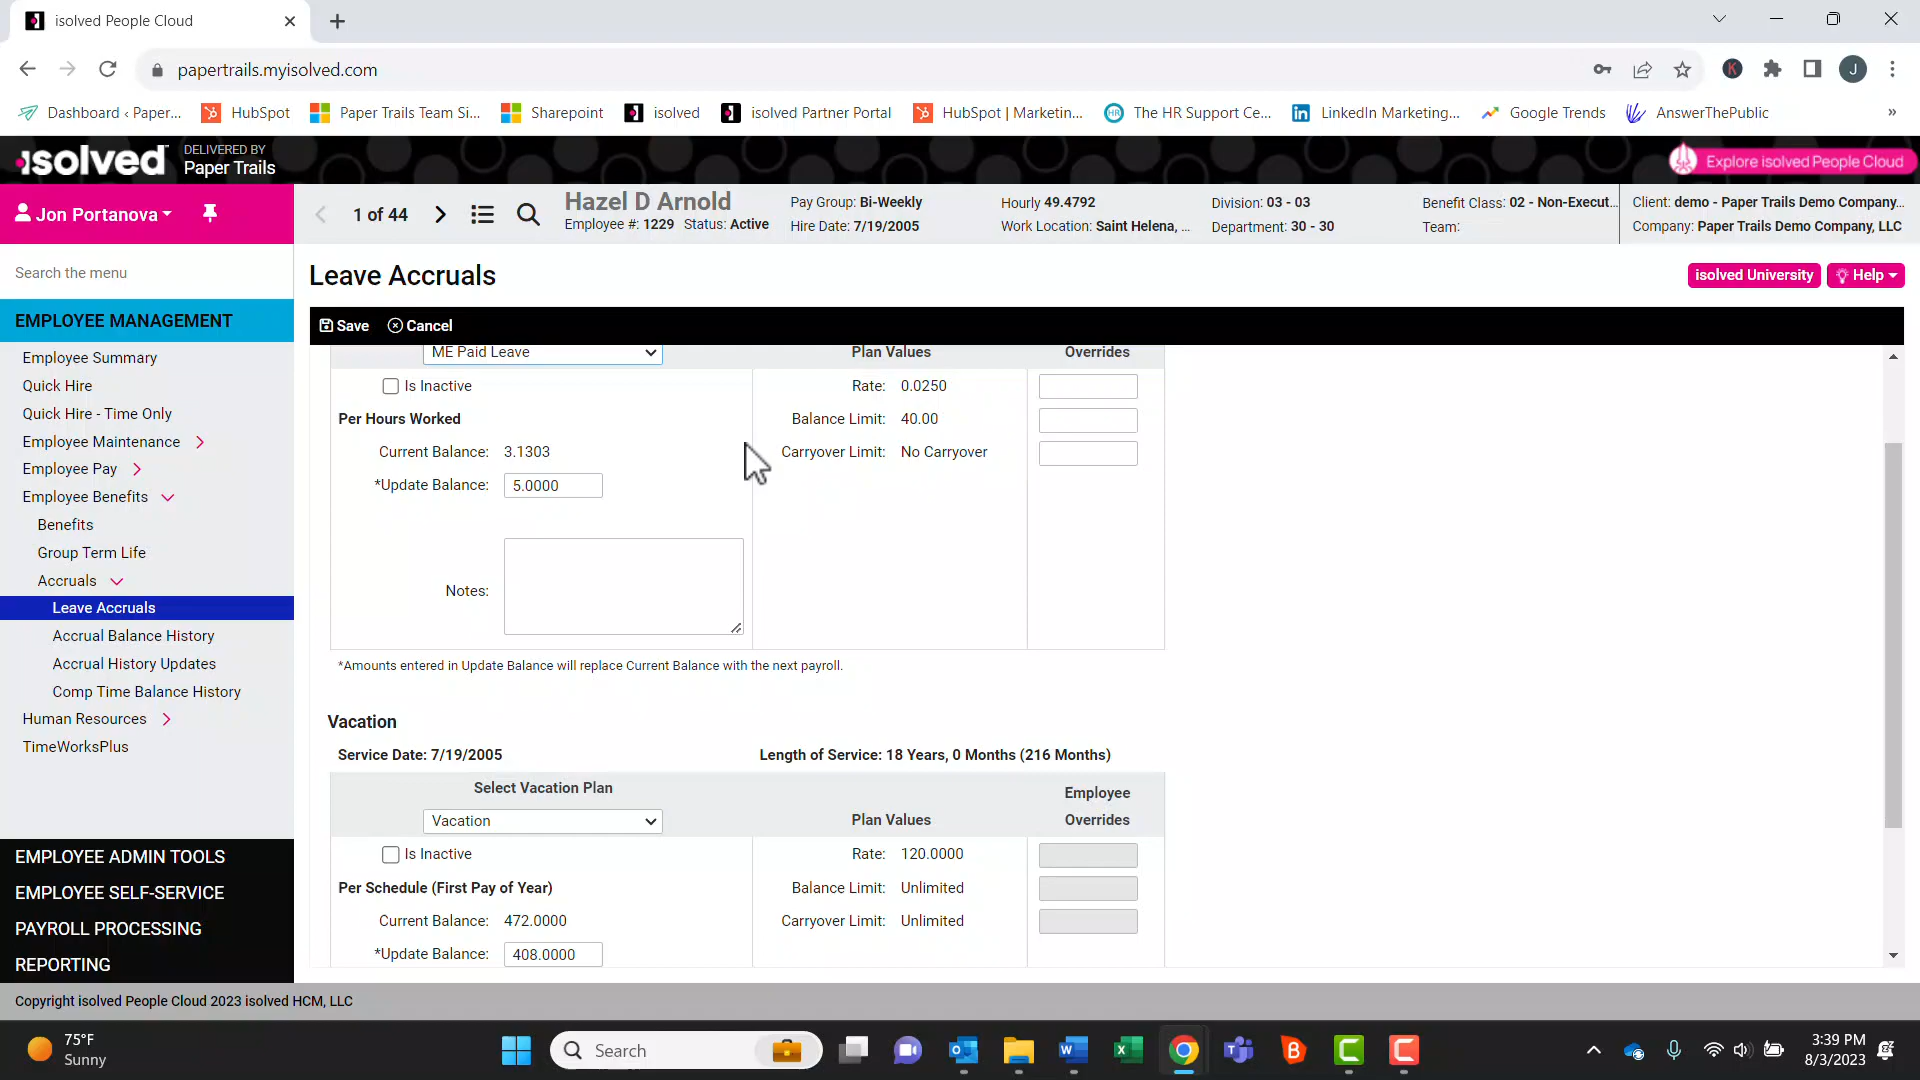 isolved People Cloud
papertrails.myisolved.com
Dashboard ‹ Paper...
HubSpot
Paper Trails Team Si...
Sharepoint
isolved
isolved Partner Portal
HubSpot | Marketin...
The HR Support Ce...
LinkedIn Marketing...
Google Trends
AnswerThePublic
»
isolved
DELIVERED BY
Paper Trails
Explore isolved People Cloud
Jon Portanova
1 of 44
Hazel D Arnold
Employee #: 1229 Status: Active
Pay Group: Bi-Weekly
Hire Date: 7/19/2005
Hourly 49.4792
Work Location: Saint Helena, ...
Division: 03 - 03
Department: 30 - 30
Benefit Class: 02 - Non-Execut...
Team:
Client: demo - Paper Trails Demo Company...
Company: Paper Trails Demo Company, LLC
Search the menu
EMPLOYEE MANAGEMENT
Employee Summary
Quick Hire
Quick Hire - Time Only
Employee Maintenance
Employee Pay
Employee Benefits
Benefits
Group Term Life
Accruals
Leave Accruals
Accrual Balance History
Accrual History Updates
Comp Time Balance History
Human Resources
TimeWorksPlus
EMPLOYEE ADMIN TOOLS
EMPLOYEE SELF-SERVICE
PAYROLL PROCESSING
REPORTING
Leave Accruals
isolved University
Help
Save
Cancel
ME Paid Leave
Plan Values
Overrides
Is Inactive
Rate: 0.0250
Per Hours Worked
Balance Limit: 40.00
Current Balance: 3.1303
Carryover Limit: No Carryover
*Update Balance: 5.0000
Notes:
*Amounts entered in Update Balance will replace Current Balance with the next payroll.
Vacation
Service Date: 7/19/2005
Length of Service: 18 Years, 0 Months (216 Months)
Select Vacation Plan
Employee
Vacation
Plan Values
Overrides
Is Inactive
Rate: 120.0000
Per Schedule (First Pay of Year)
Balance Limit: Unlimited
Current Balance: 472.0000
Carryover Limit: Unlimited
*Update Balance: 408.0000
Copyright isolved People Cloud 2023 isolved HCM, LLC
75°F
Sunny
Search
3:39 PM
8/3/2023